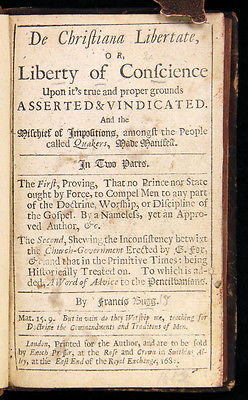 De Christiana Libertate,
OR,
Liberty of Conscience
Upon it's true and proper grounds
ASSERTED & VINDICATED.
And the
Mischief of Impositions, amongst the People
called Quakers, Made Manifest.
In Two Parts.
The First, Proving, That no Prince nor State
ought by Force, to Compel Men to any part
of the Doctrine, Worship, or Discipline of
the Gospel. By a Nameless, yet an Appro-
ved Author, &c.
The Second, Shewing the Inconsistency betwixt
the Church-Government Erected by G. Fox,
&c. and that in the Primitive Times: being
Historically Treated on. To which is ad-
ded, A Word of Advice to the Pencilvanians.
By Francis Bugg.
Mat. 15. 9. But in vain do they Worship me, teaching for
Doctrine the Commandments and Traditions of Men.
London, Printed for the Author, and are to be sold
by Enoch Prosser, at the Rose and Crown in Swithins Al-
ley, at the East End of the Royal Exchange, 1682.